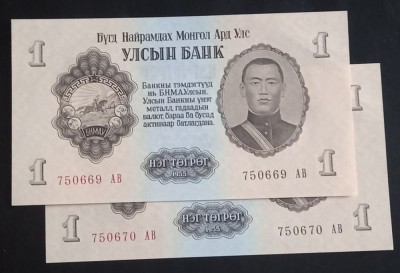 1
1
Бүгд Найрамдах Монгол Ард Улс
УЛСЫН БАНК
Банкны тэмдэгтүүд
нь БНМАУлсын.
Улсын Банкны үнэт
металл, гадаадын
валют, бараа ба бусад
активаар батлагдана.
БНМАУ
НЭГ ТӨГРӨГ
1955
750669 АВ
750669 АВ
1
1
НЭГ ТӨГРӨГ
1955
750670 АВ
750670 АВ
1
1